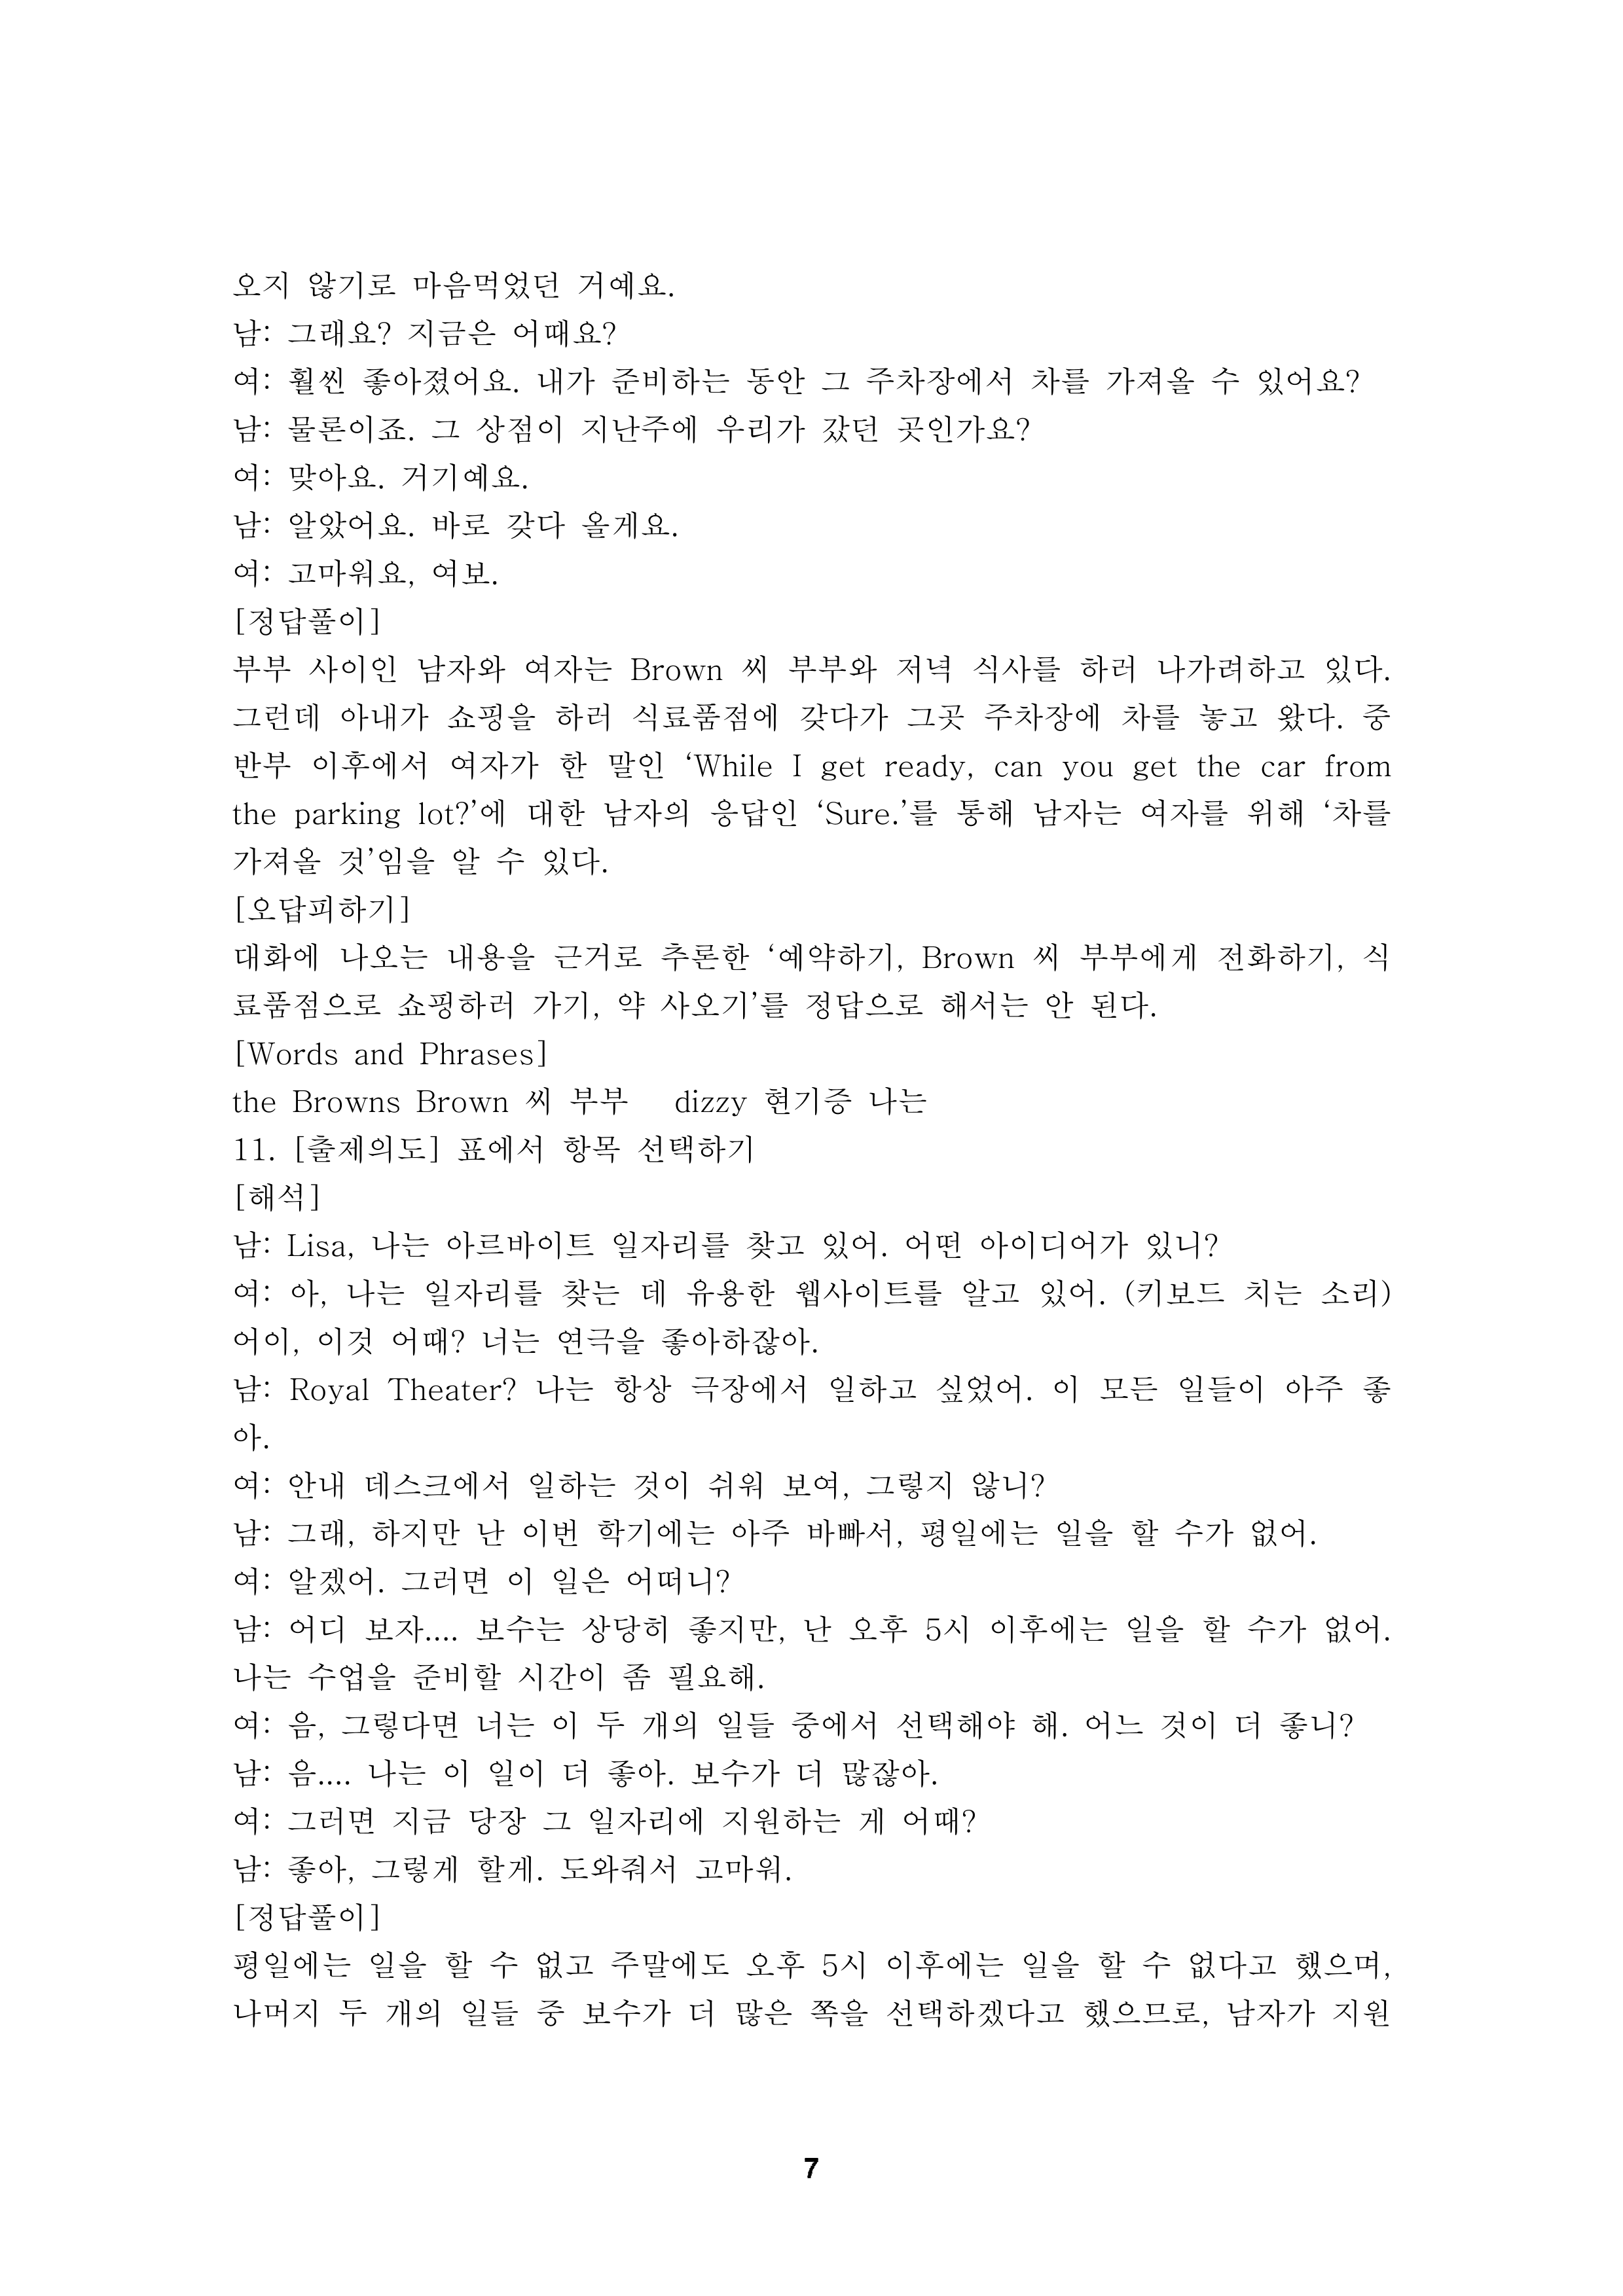 오지 않기로 마음먹었던 거예요.
남: 그래요? 지금은 어때요?
여: 훨씬 좋아졌어요. 내가 준비하는 동안 그 주차장에서 차를 가져올 수 있어요?
남: 물론이죠. 그 상점이 지난주에 우리가 갔던 곳인가요?
여: 맞아요. 거기예요.
남: 알았어요. 바로 갖다 올게요.
여: 고마워요, 여보.
[정답풀이]
부부 사이인 남자와 여자는 Brown 씨 부부와 저녁 식사를 하러 나가려하고 있다.
그런데 아내가 쇼핑을 하러 식료품점에 갖다가 그곳 주차장에 차를 놓고 왔다. 중
반부 이후에서 여자가 한 말인 ‘While I get ready, can you get the car from
the parking lot?’에 대한 남자의 응답인 ‘Sure.’를 통해 남자는 여자를 위해 ‘차를
가져올 것’임을 알 수 있다.
[오답피하기]
대화에 나오는 내용을 근거로 추론한 ‘예약하기, Brown 씨 부부에게 전화하기, 식
료품점으로 쇼핑하러 가기, 약 사오기’를 정답으로 해서는 안 된다.
[Words and Phrases]
the Browns Brown 씨 부부   dizzy 현기증 나는
11. [출제의도] 표에서 항목 선택하기
[해석]
남: Lisa, 나는 아르바이트 일자리를 찾고 있어. 어떤 아이디어가 있니?
여: 아, 나는 일자리를 찾는 데 유용한 웹사이트를 알고 있어. (키보드 치는 소리)
어이, 이것 어때? 너는 연극을 좋아하잖아.
남: Royal Theater? 나는 항상 극장에서 일하고 싶었어. 이 모든 일들이 아주 좋
아.
여: 안내 데스크에서 일하는 것이 쉬워 보여, 그렇지 않니?
남: 그래, 하지만 난 이번 학기에는 아주 바빠서, 평일에는 일을 할 수가 없어.
여: 알겠어. 그러면 이 일은 어떠니?
남: 어디 보자.... 보수는 상당히 좋지만, 난 오후 5시 이후에는 일을 할 수가 없어.
나는 수업을 준비할 시간이 좀 필요해.
여: 음, 그렇다면 너는 이 두 개의 일들 중에서 선택해야 해. 어느 것이 더 좋니?
남: 음.... 나는 이 일이 더 좋아. 보수가 더 많잖아.
여: 그러면 지금 당장 그 일자리에 지원하는 게 어때?
남: 좋아, 그렇게 할게. 도와줘서 고마워.
[정답풀이]
평일에는 일을 할 수 없고 주말에도 오후 5시 이후에는 일을 할 수 없다고 했으며,
나머지 두 개의 일들 중 보수가 더 많은 쪽을 선택하겠다고 했으므로, 남자가 지원
7